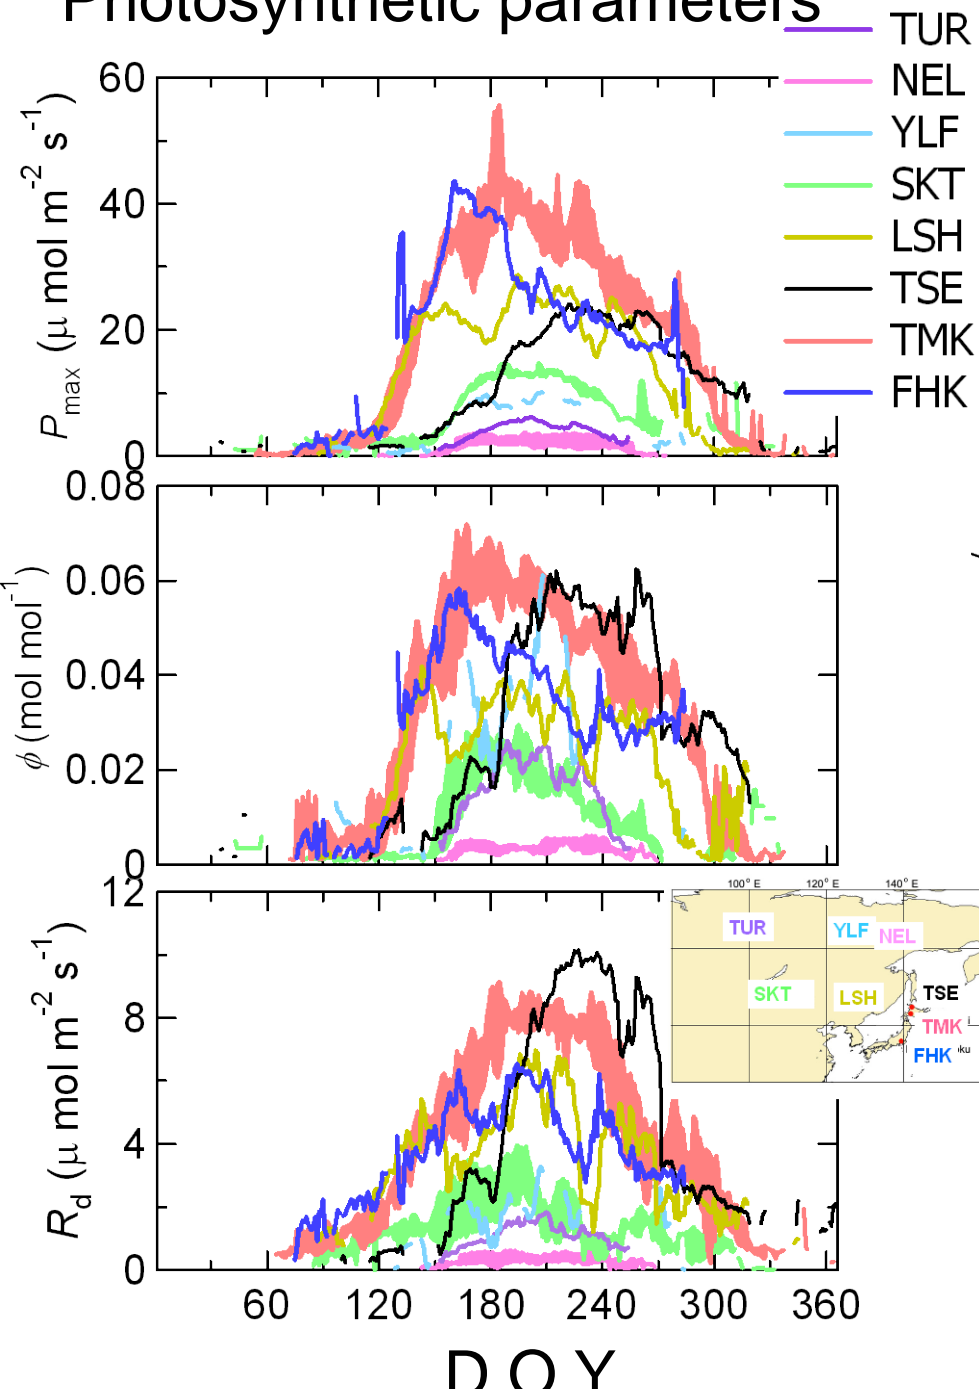 Photosynthetic parameters
TUR
NEL
YLF
SKT
LSH
TSE
TMK
FHK
P max (μ mol m-2 s-1)
60
40
20
0
ϕ (mol mol-1)
0.08
0.06
0.04
0.02
0
Rd (μ mol m-2 s-1)
12
8
4
0
100° E 120° E 140° E
TUR YLF NEL
SKT LSH TSE
TMK
FHK ku
60 120 180 240 300 360
D O Y